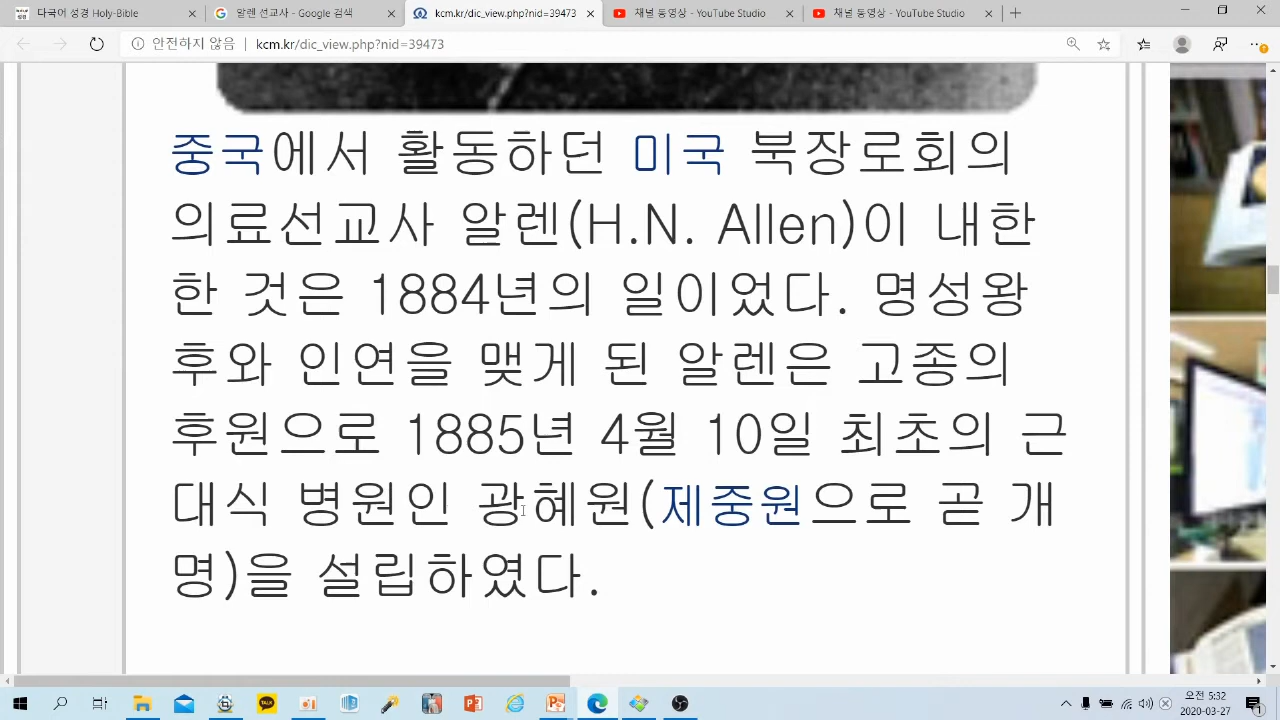 다국어 성경 Holy-Bible
알렌 선교사 - Google 검색
kcm.kr/dic_view.php?nid=39473
채널 동영상 - YouTube Studio
채널 동영상 - YouTube Studio
안전하지 않음 | kcm.kr/dic_view.php?nid=39473
중국에서 활동하던 미국 북장로회의
의료선교사 알렌(H.N. Allen)이 내한
한 것은 1884년의 일이었다. 명성왕
후와 인연을 맺게 된 알렌은 고종의
후원으로 1885년 4월 10일 최초의 근
대식 병원인 광혜원(제중원으로 곧 개
명)을 설립하였다.
TALK
오전 5:32
2020-03-27